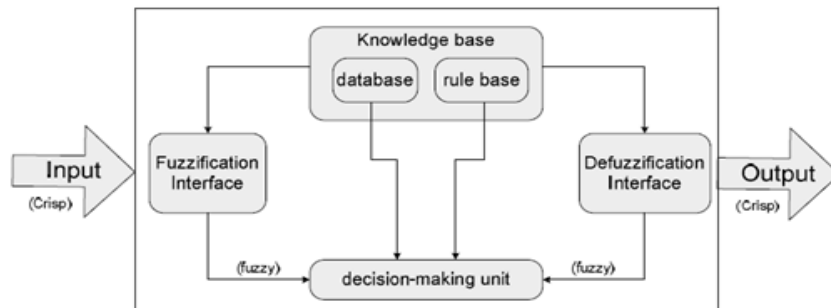 Knowledge base
database
rule base
Input
(Crisp)
Fuzzification
Interface
Defuzzification
Interface
Output
(Crisp)
(fuzzy)
decision-making unit
(fuzzy)